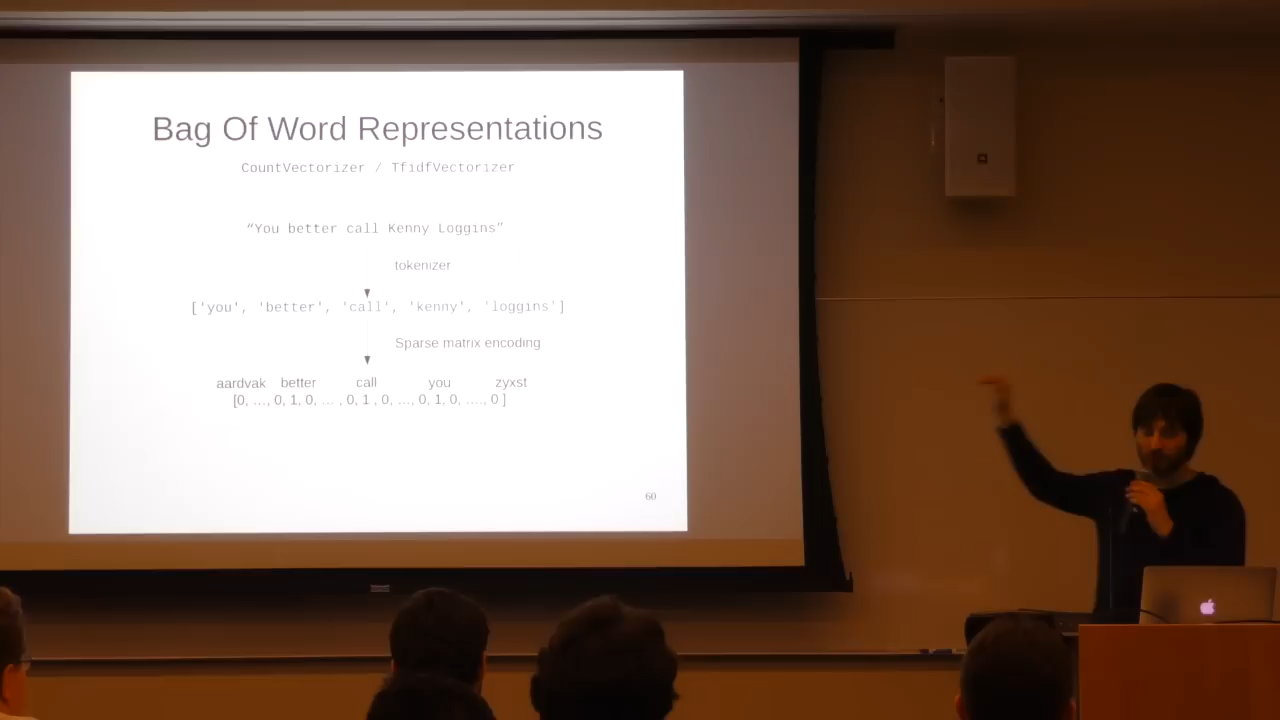 Bag Of Word Representations
CountVectorizer / TfidfVectorizer
“You better call Kenny Loggins”
tokenizer
['you', 'better', 'call', 'kenny', 'loggins']
Sparse matrix encoding
aardvak better call you zyxst
[0, …, 0, 1, 0, … , 0, 1 , 0, …, 0, 1, 0, …., 0 ]
60